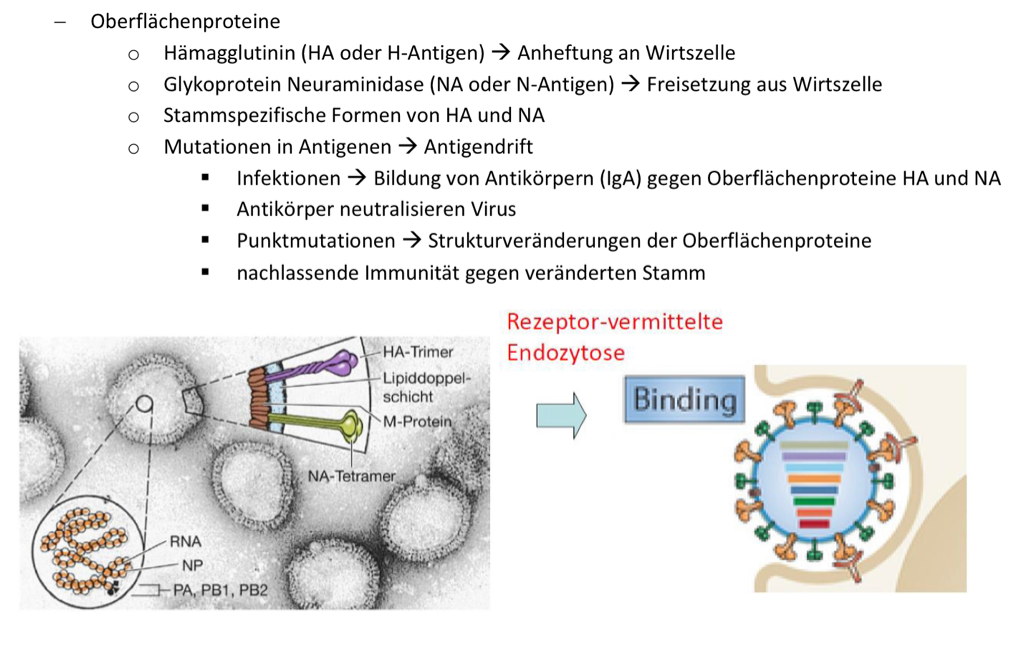 – Oberflächenproteine
o Hämagglutinin (HA oder H-Antigen) → Anheftung an Wirtszelle
o Glykoprotein Neuraminidase (NA oder N-Antigen) → Freisetzung aus Wirtszelle
o Stammspezifische Formen von HA und NA
o Mutationen in Antigenen → Antigendrift
▪ Infektionen → Bildung von Antikörpern (IgA) gegen Oberflächenproteine HA und NA
▪ Antikörper neutralisieren Virus
▪ Punktmutationen → Strukturveränderungen der Oberflächenproteine
▪ nachlassende Immunität gegen veränderten Stamm
HA-Trimer
Lipiddoppel-
schicht
M-Protein
NA-Tetramer
RNA
NP
PA, PB1, PB2
Rezeptor-vermittelte
Endozytose
Binding